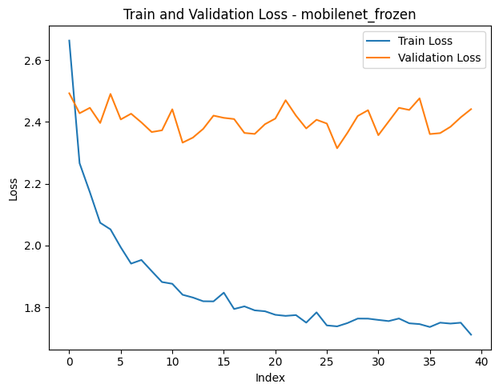 Train and Validation Loss - mobilenet_frozen
Train Loss
Validation Loss
2.6
2.4
2.2
2.0
1.8
Loss
0 5 10 15 20 25 30 35 40
Index